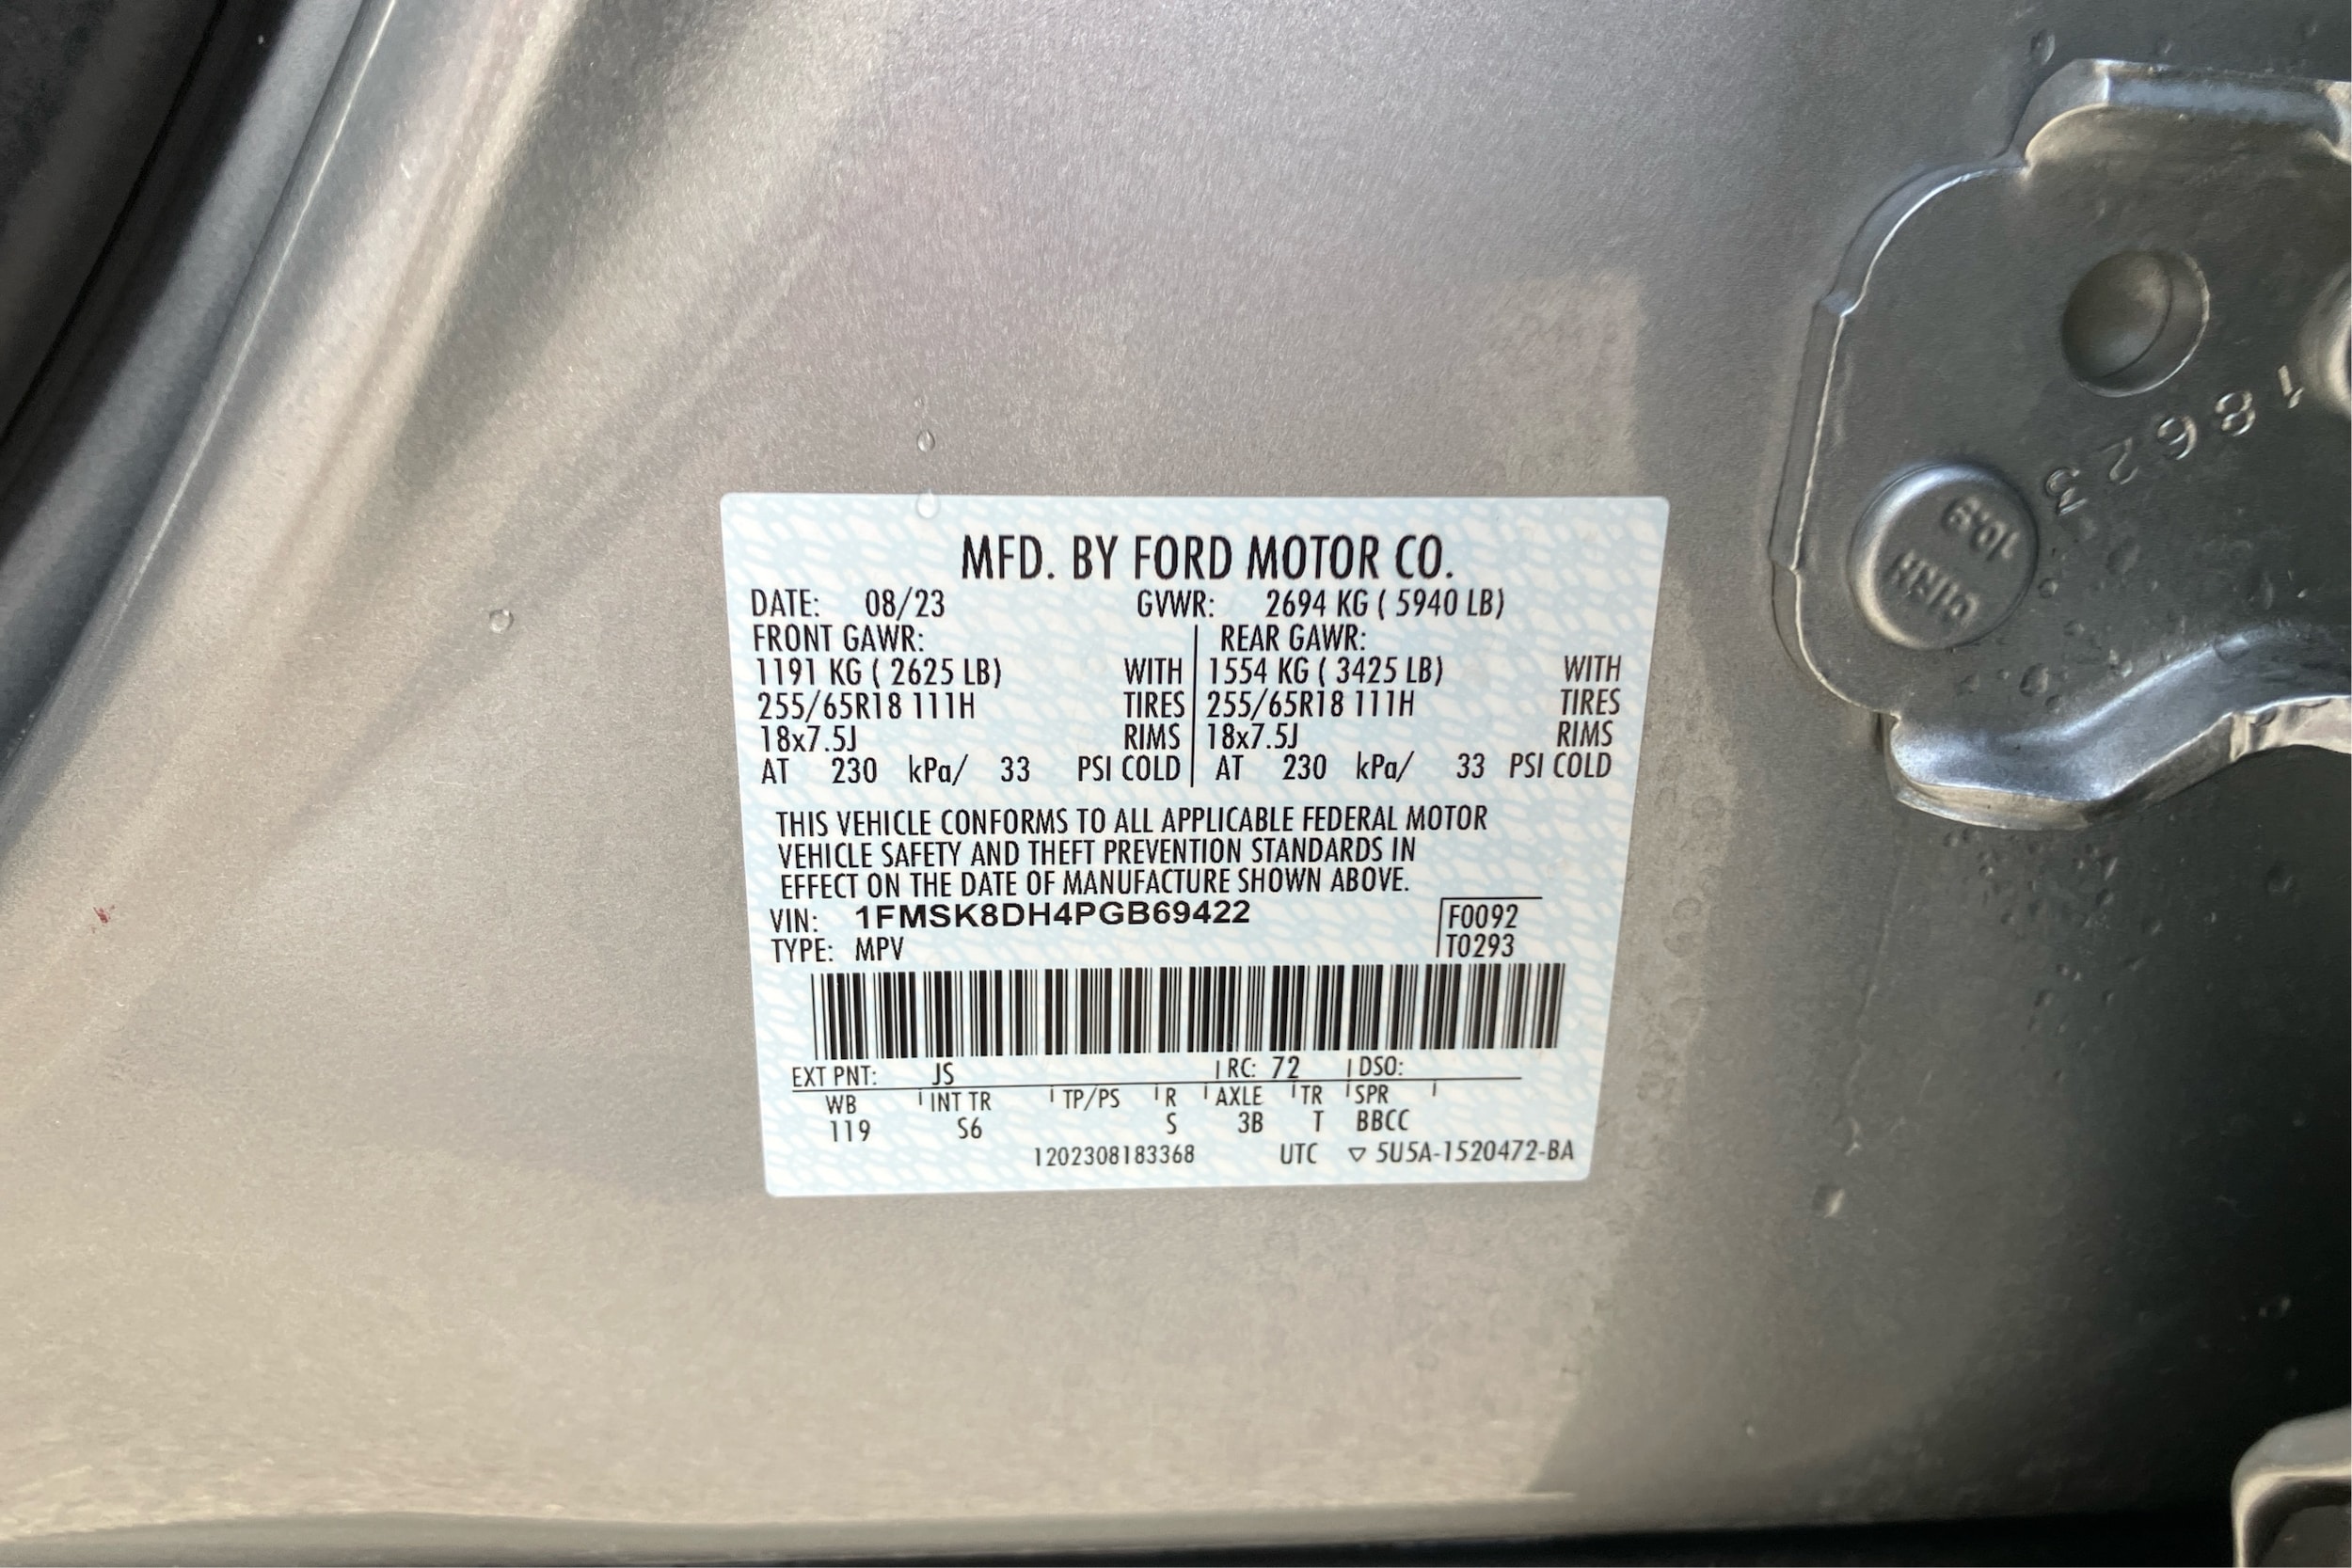 MFD. BY FORD MOTOR CO.
DATE: 08/23 GVWR: 2694 KG ( 5940 LB)
FRONT GAWR: REAR GAWR:
1191 KG ( 2625 LB) WITH 1554 KG ( 3425 LB) WITH
255/65R18 111H TIRES 255/65R18 111H TIRES
18x7.5J RIMS 18x7.5J RIMS
AT 230 kPa/ 33 PSI COLD AT 230 kPa/ 33 PSI COLD
THIS VEHICLE CONFORMS TO ALL APPLICABLE FEDERAL MOTOR
VEHICLE SAFETY AND THEFT PREVENTION STANDARDS IN
EFFECT ON THE DATE OF MANUFACTURE SHOWN ABOVE.
VIN: 1FMSK8DH4PGB69422 F0092
TYPE: MPV T0293
EXT PNT: JS RC: 72 DSO:
WB INT TR TP/PS R AXLE TR SPR
119 S6 S 3B T BBCC
1202308183368 UTC ▽ 5U5A-1520472-BA
18623
10.9